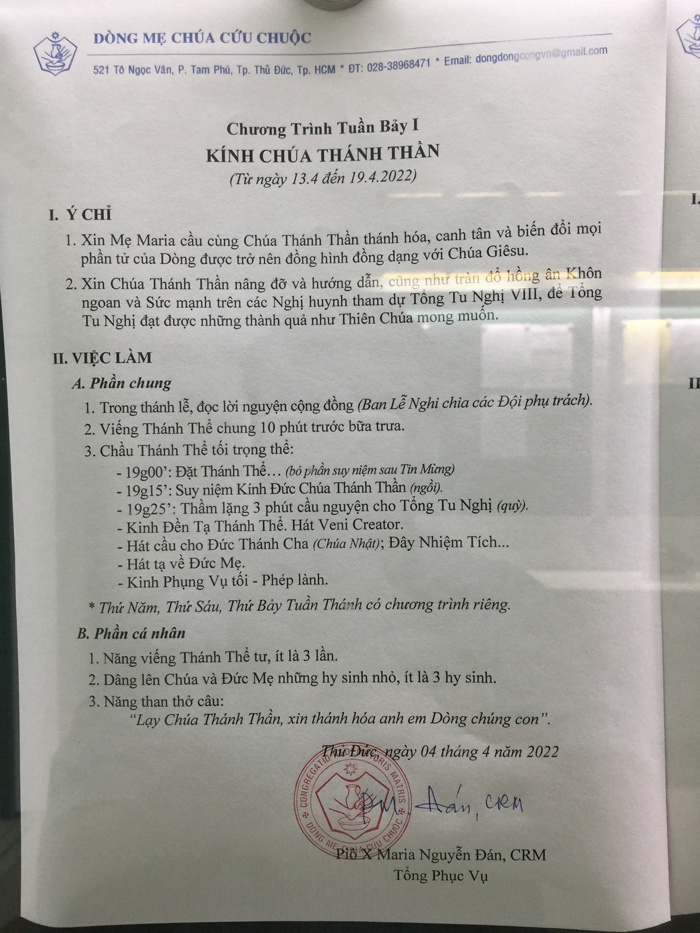 DÒNG MẸ CHÚA CỨU CHUỘC
521 Tô Ngọc Vân, P. Tam Phú, Tp. Thủ Đức, Tp. HCM * ĐT: 028-38968471 * Email: dongdongcongvn@gmail.com
Chương Trình Tuần Bảy I
KÍNH CHÚA THÁNH THẦN
(Từ ngày 13.4 đến 19.4.2022)
I. Ý CHỈ
1. Xin Mẹ Maria cầu cùng Chúa Thánh Thần thánh hóa, canh tân và biến đổi mọi
phần tử của Dòng được trở nên đồng hình đồng dạng với Chúa Giêsu.
2. Xin Chúa Thánh Thần nâng đỡ và hướng dẫn, cũng như tràn đổ hồng ân Khôn
ngoan và Sức mạnh trên các Nghị huynh tham dự Tổng Tu Nghị VIII, để Tổng
Tu Nghị đạt được những thành quả như Thiên Chúa mong muốn.
II. VIỆC LÀM
A. Phần chung
1. Trong thánh lễ, đọc lời nguyện cộng đồng (Ban Lễ Nghi chia các Đội phụ trách).
2. Viếng Thánh Thể chung 10 phút trước bữa trưa.
3. Chầu Thánh Thể tối trọng thể:
- 19g00’: Đặt Thánh Thể… (bỏ phần suy niệm sau Tin Mừng)
- 19g15’: Suy niệm Kính Đức Chúa Thánh Thần (ngồi).
- 19g25’: Thầm lặng 3 phút cầu nguyện cho Tổng Tu Nghị (quỳ).
- Kinh Đền Tạ Thánh Thể. Hát Veni Creator.
- Hát cầu cho Đức Thánh Cha (Chúa Nhật); Đây Nhiệm Tích...
- Hát tạ về Đức Mẹ.
- Kinh Phụng Vụ tối - Phép lành.
* Thứ Năm, Thứ Sáu, Thứ Bảy Tuần Thánh có chương trình riêng.
B. Phần cá nhân
1. Năng viếng Thánh Thể tư, ít là 3 lần.
2. Dâng lên Chúa và Đức Mẹ những hy sinh nhỏ, ít là 3 hy sinh.
3. Năng than thở câu:
“Lạy Chúa Thánh Thần, xin thánh hóa anh em Dòng chúng con”.
Thủ Đức, ngày 04 tháng 4 năm 2022
CONGREGATIO REDEMPTORIS MATRIS
DÒNG MẸ CHÚA CỨU CHUỘC
PM Đán, CRM
Piô X Maria Nguyễn Đán, CRM
Tổng Phục Vụ
I.
II